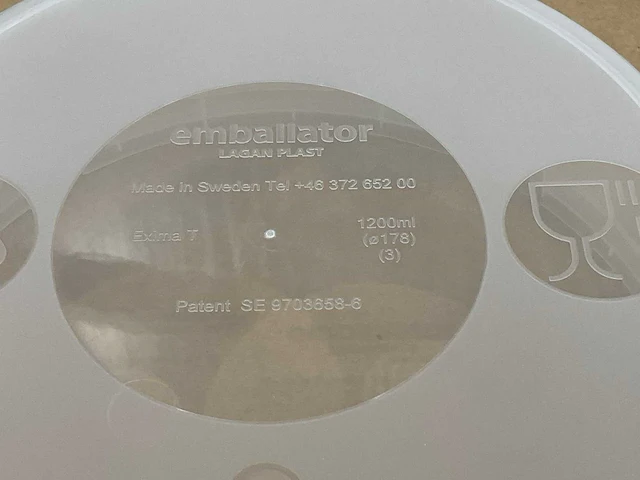 emballator
LAGAN PLAST
Made in Sweden Tel +46 372 652 00
Exima 7 1200ml
(ø178)
(3)
Patent SE 9703658-6